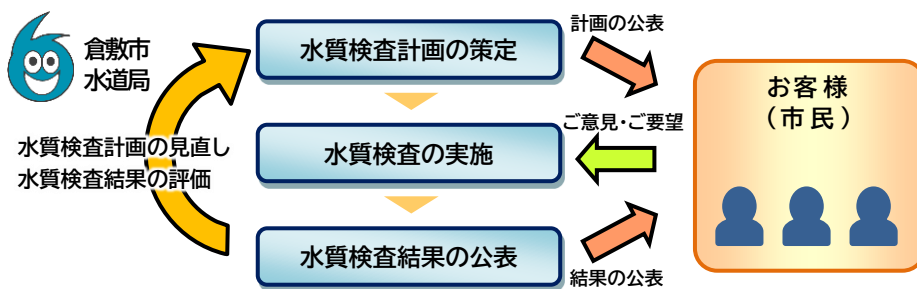 倉敷市
水道局
水質検査計画の策定
計画の公表
お客様
（市民）
ご意見・ご要望
水質検査計画の見直し
水質検査結果の評価
水質検査の実施
水質検査結果の公表
結果の公表